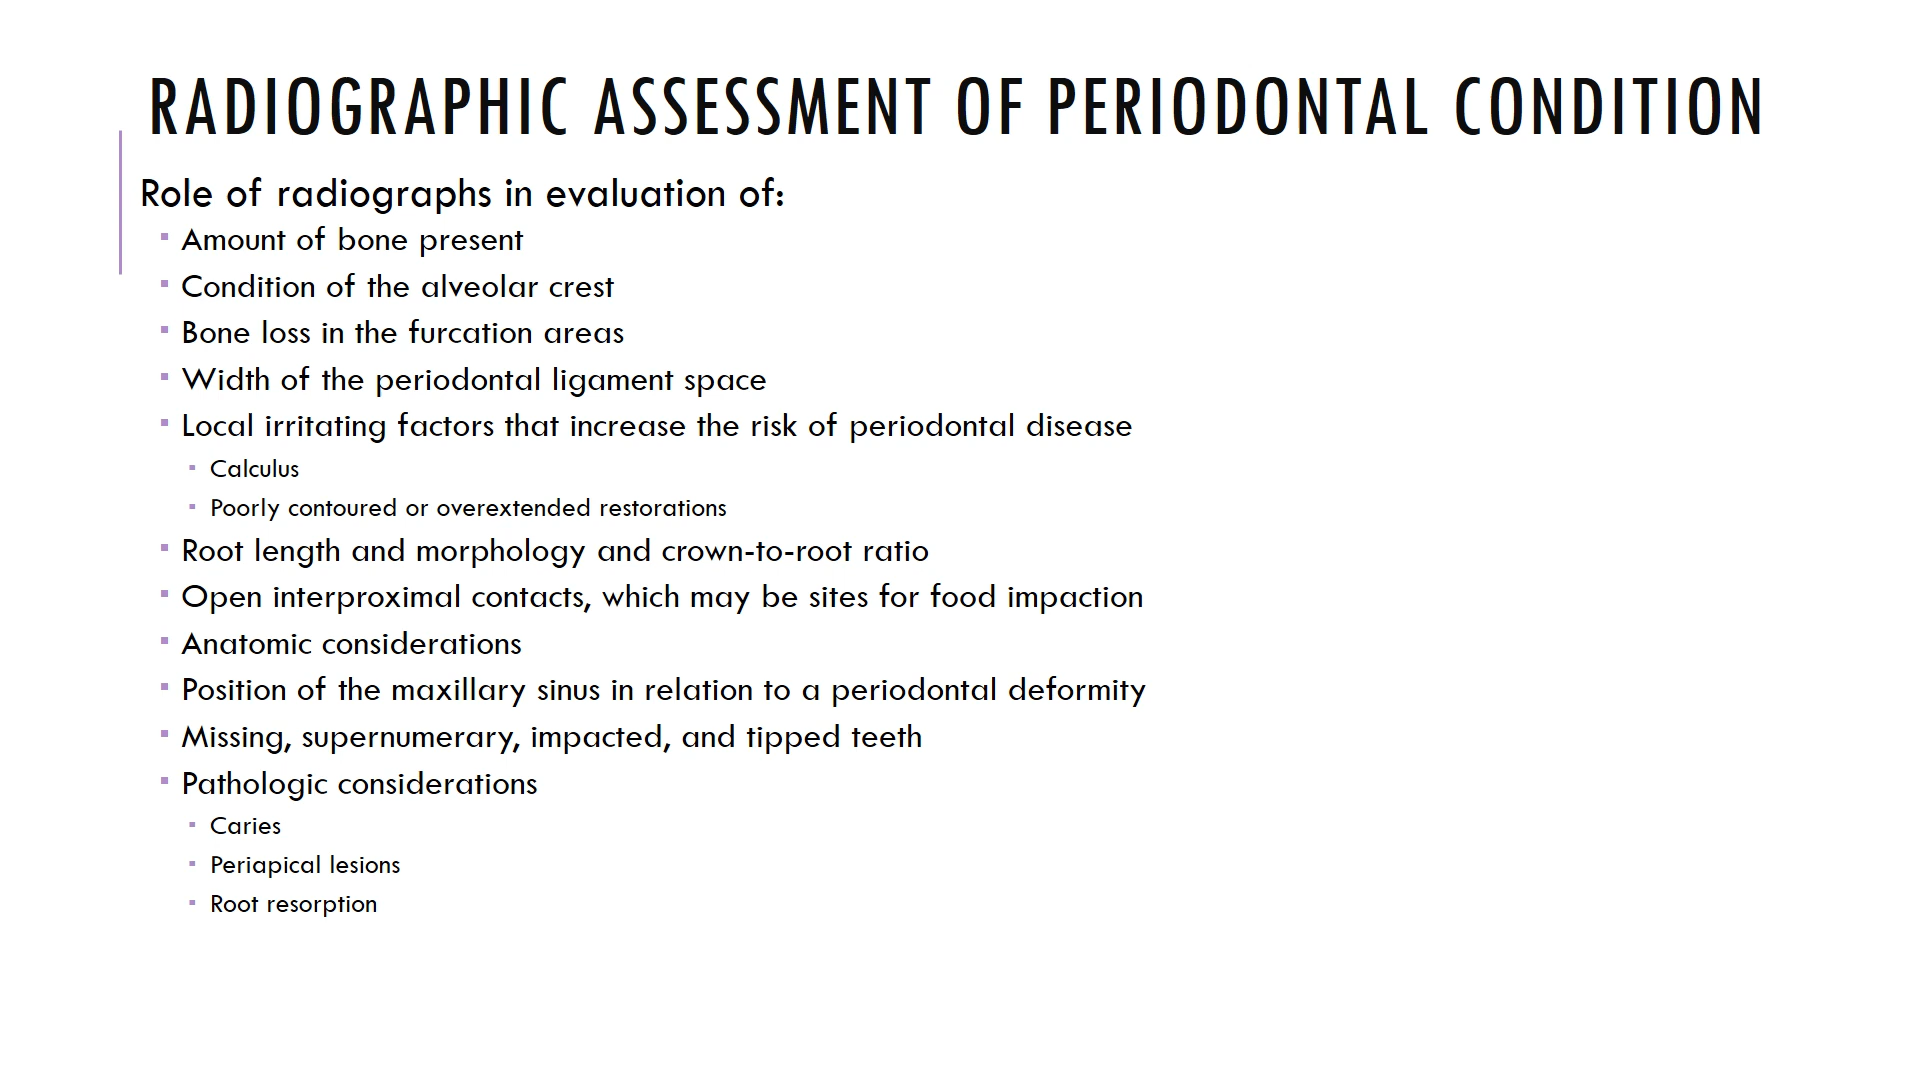 RADIOGRAPHIC ASSESSMENT OF PERIODONTAL CONDITION
Role of radiographs in evaluation of:
Amount of bone present
Condition of the alveolar crest
Bone loss in the furcation areas
Width of the periodontal ligament space
Local irritating factors that increase the risk of periodontal disease
Calculus
Poorly contoured or overextended restorations
Root length and morphology and crown-to-root ratio
Open interproximal contacts, which may be sites for food impaction
Anatomic considerations
Position of the maxillary sinus in relation to a periodontal deformity
Missing, supernumerary, impacted, and tipped teeth
Pathologic considerations
Caries
Periapical lesions
Root resorption